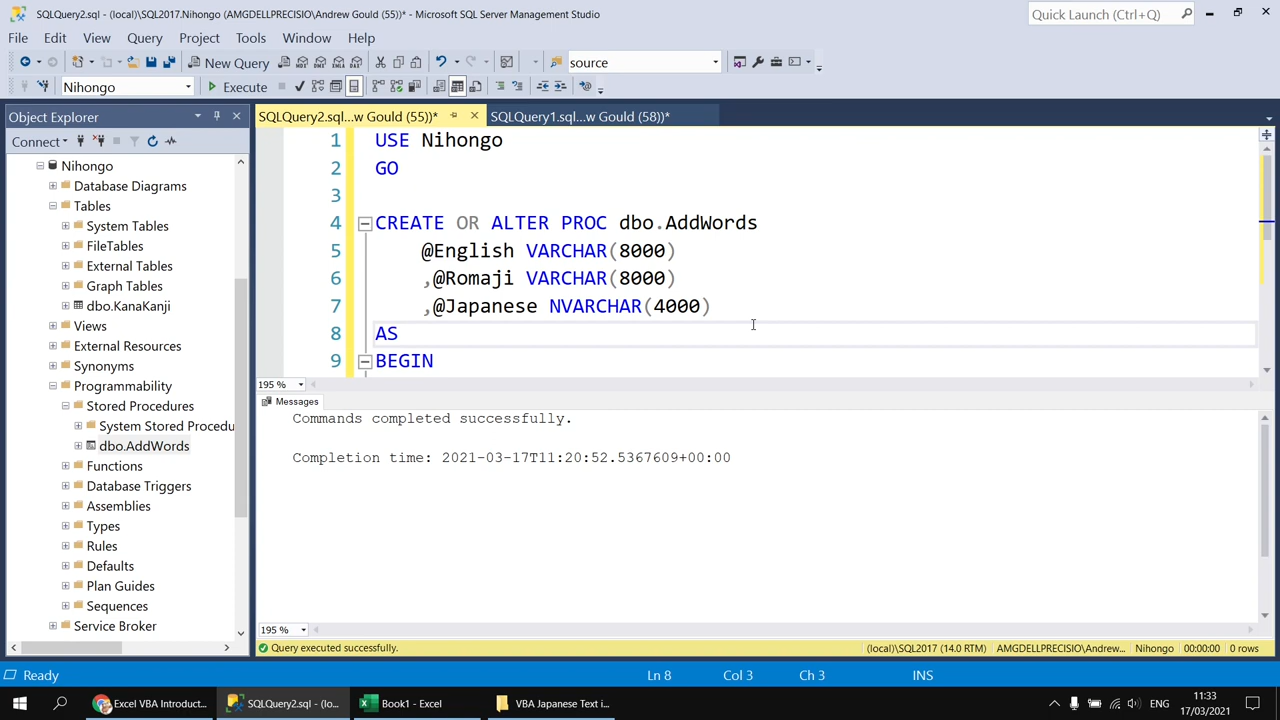 SQLQuery2.sql - (local)\SQL2017.Nihongo (AMGDELLPRECISIO\Andrew Gould (55))* - Microsoft SQL Server Management Studio
Quick Launch (Ctrl+Q)
File Edit View Query Project Tools Window Help
New Query
source
Nihongo
Execute
Object Explorer
SQLQuery2.sql...w Gould (55))*
SQLQuery1.sql...w Gould (58))*
Connect
Nihongo
Database Diagrams
Tables
System Tables
FileTables
External Tables
Graph Tables
dbo.KanaKanji
Views
External Resources
Synonyms
Programmability
Stored Procedures
System Stored Procedu
dbo.AddWords
Functions
Database Triggers
Assemblies
Types
Rules
Defaults
Plan Guides
Sequences
Service Broker
1 USE Nihongo
2 GO
3
4 CREATE OR ALTER PROC dbo.AddWords
5 @English VARCHAR(8000)
6 ,@Romaji VARCHAR(8000)
7 ,@Japanese NVARCHAR(4000)
8 AS
9 BEGIN
195 %
Messages
Commands completed successfully.
Completion time: 2021-03-17T11:20:52.5367609+00:00
195 %
Query executed successfully.
(local)\SQL2017 (14.0 RTM)
AMGDELLPRECISIO\Andrew...
Nihongo
00:00:00
0 rows
Ready
Ln 8
Col 3
Ch 3
INS
Excel VBA Introduct...
SQLQuery2.sql - (lo...
Book1 - Excel
VBA Japanese Text i...
ENG
11:33
17/03/2021